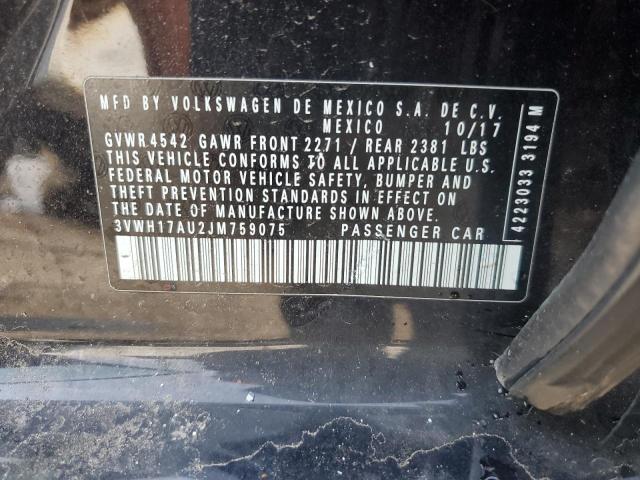 MFD BY VOLKSWAGEN DE MEXICO S.A. DE C.V.
MEXICO 10/17
GVWR.4542 GAWR FRONT 2271 / REAR 2381 LBS
THIS VEHICLE CONFORMS TO ALL APPLICABLE U.S.
FEDERAL MOTOR VEHICLE SAFETY, BUMPER AND
THEFT PREVENTION STANDARDS IN EFFECT ON THE
DATE OF MANUFACTURE SHOWN ABOVE.
3VWH17AU2JM759075 PASSENGER CAR
4223033 3194 M